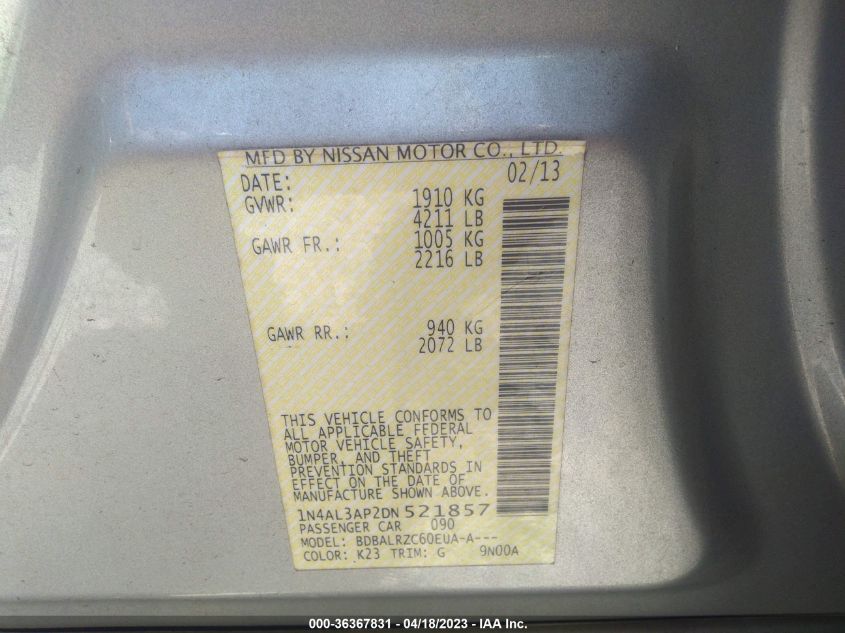 MFD BY NISSAN MOTOR CO., LTD.
DATE: 02/13
GVWR: 1910 KG
4211 LB
GAWR FR.: 1005 KG
2216 LB
GAWR RR.: 940 KG
2072 LB
THIS VEHICLE CONFORMS TO
ALL APPLICABLE FEDERAL
MOTOR VEHICLE SAFETY,
BUMPER, AND THEFT
PREVENTION STANDARDS IN
EFFECT ON THE DATE OF
MANUFACTURE SHOWN ABOVE.
1N4AL3AP2DN521857
PASSENGER CAR 090
MODEL: BDBALRZC60EUA-A---
COLOR: K23 TRIM: G 9N00A
000-36367831 - 04/18/2023 - IAA Inc.